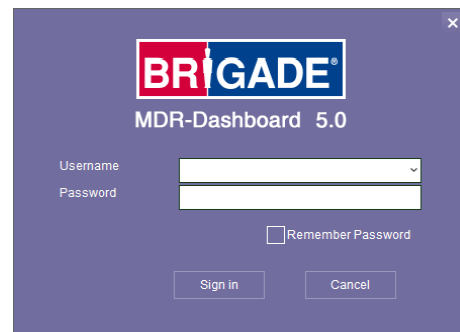 BRIGADE®
MDR-Dashboard 5.0
Username
Password
Remember Password
Sign in
Cancel